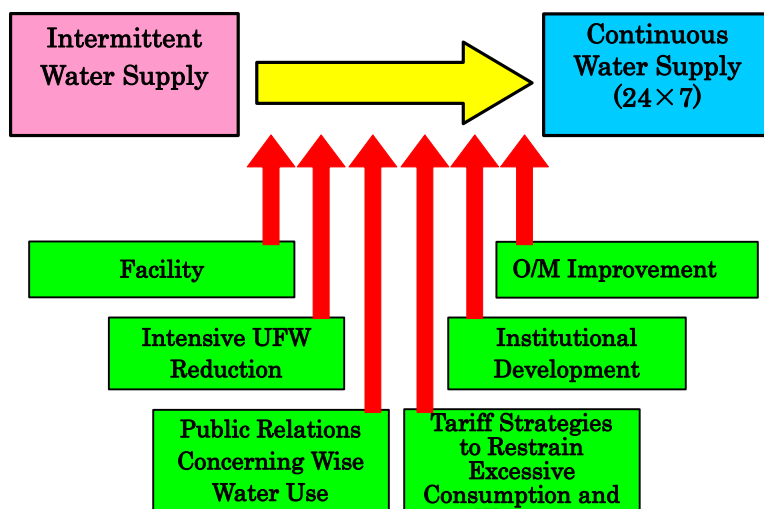 Intermittent
Water Supply
Continuous
Water Supply
(24×7)
Facility
O/M Improvement
Intensive UFW
Reduction
Institutional
Development
Public Relations
Concerning Wise
Water Use
Tariff Strategies
to Restrain
Excessive
Consumption and